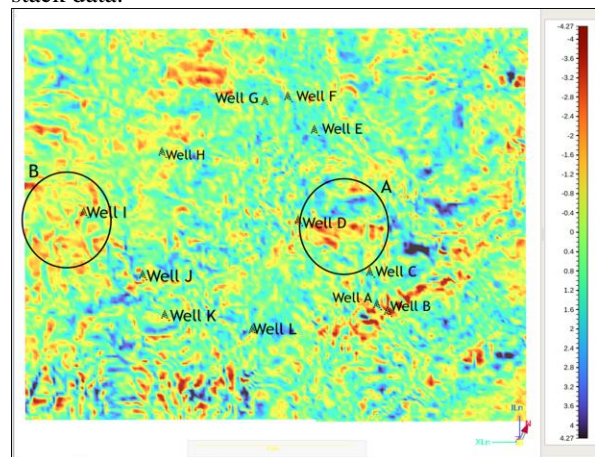 stack data.
-4.27
-4
-3.6
-3.2
-2.8
-2.4
-2
-1.6
-1.2
-0.8
-0.4
0
0.4
0.8
1.2
1.6
2
2.4
2.8
3.2
3.6
4
4.27
Well G
Well F
Well E
Well H
B
A
Well I
Well D
Well C
Well J
Well A
Well B
Well K
Well L
N
XLn